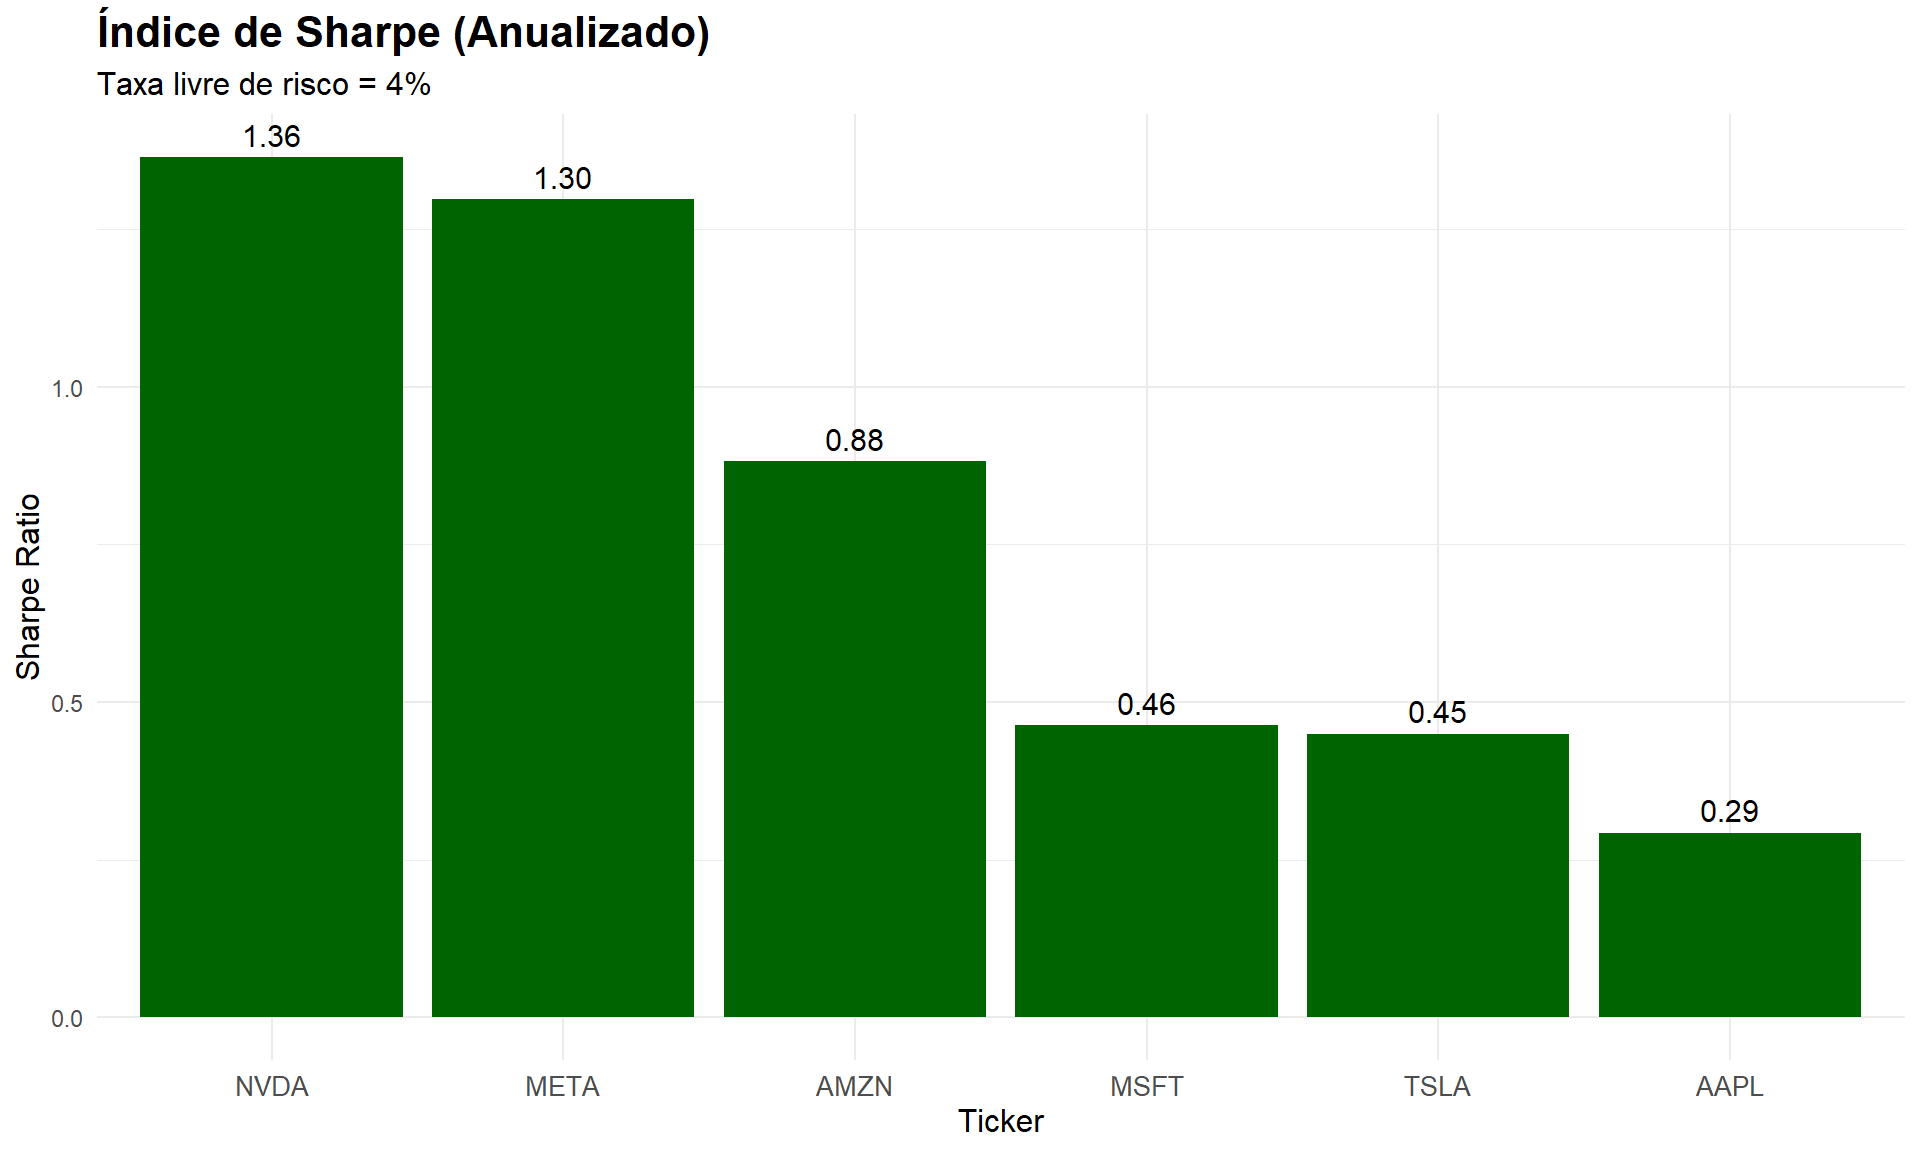 Índice de Sharpe (Anualizado)
Taxa livre de risco = 4%
1.36
1.30
0.88
0.46
0.45
0.29
Sharpe Ratio
1.0
0.5
0.0
NVDA META AMZN MSFT TSLA AAPL
Ticker